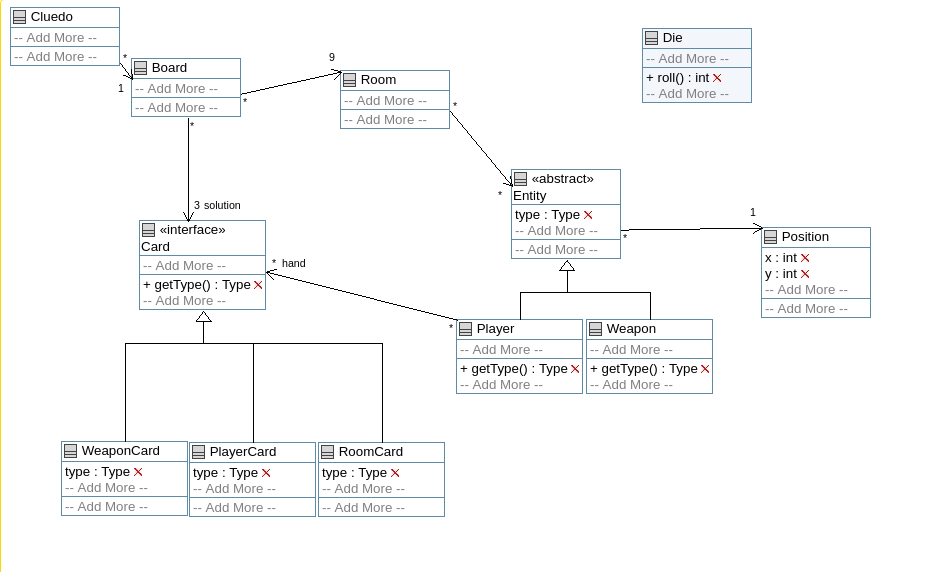 Cluedo
-- Add More --
-- Add More --
*
1
Board
-- Add More --
-- Add More --
*
*
9
Room
-- Add More --
-- Add More --
*
Die
-- Add More --
+ roll() : int
-- Add More --
*
«abstract»
Entity
type : Type
-- Add More --
-- Add More --
*
1
Position
x : int
y : int
-- Add More --
-- Add More --
3 solution
«interface»
Card
-- Add More --
+ getType() : Type
-- Add More --
* hand
*
Player
-- Add More --
+ getType() : Type
-- Add More --
Weapon
-- Add More --
+ getType() : Type
-- Add More --
WeaponCard
type : Type
-- Add More --
-- Add More --
PlayerCard
type : Type
-- Add More --
-- Add More --
RoomCard
type : Type
-- Add More --
-- Add More --